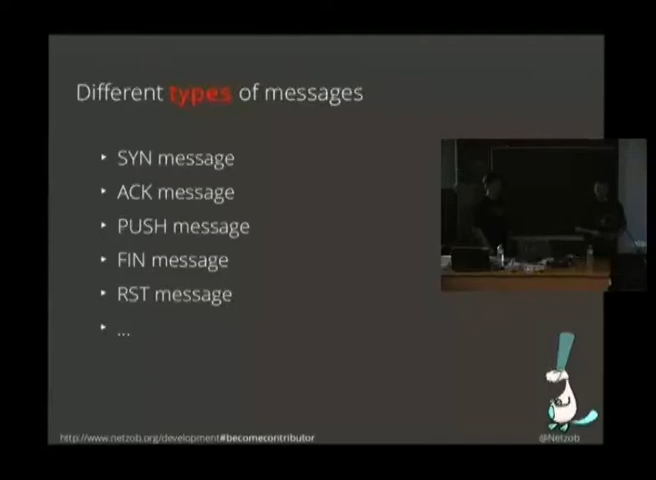 Different types of messages
SYN message
ACK message
PUSH message
FIN message
RST message
...
http://www.netzob.org/development#becomecontributor
@Netzob